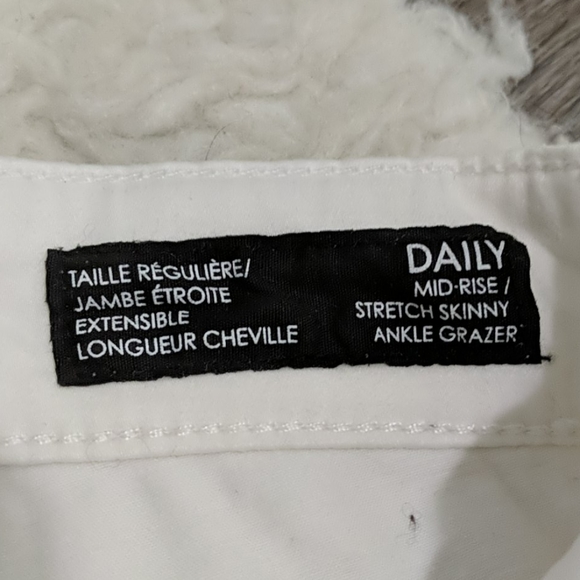 TAILLE RÉGULIÈRE/
JAMBE ÉTROITE
EXTENSIBLE
LONGUEUR CHEVILLE
DAILY
MID-RISE /
STRETCH SKINNY
ANKLE GRAZER